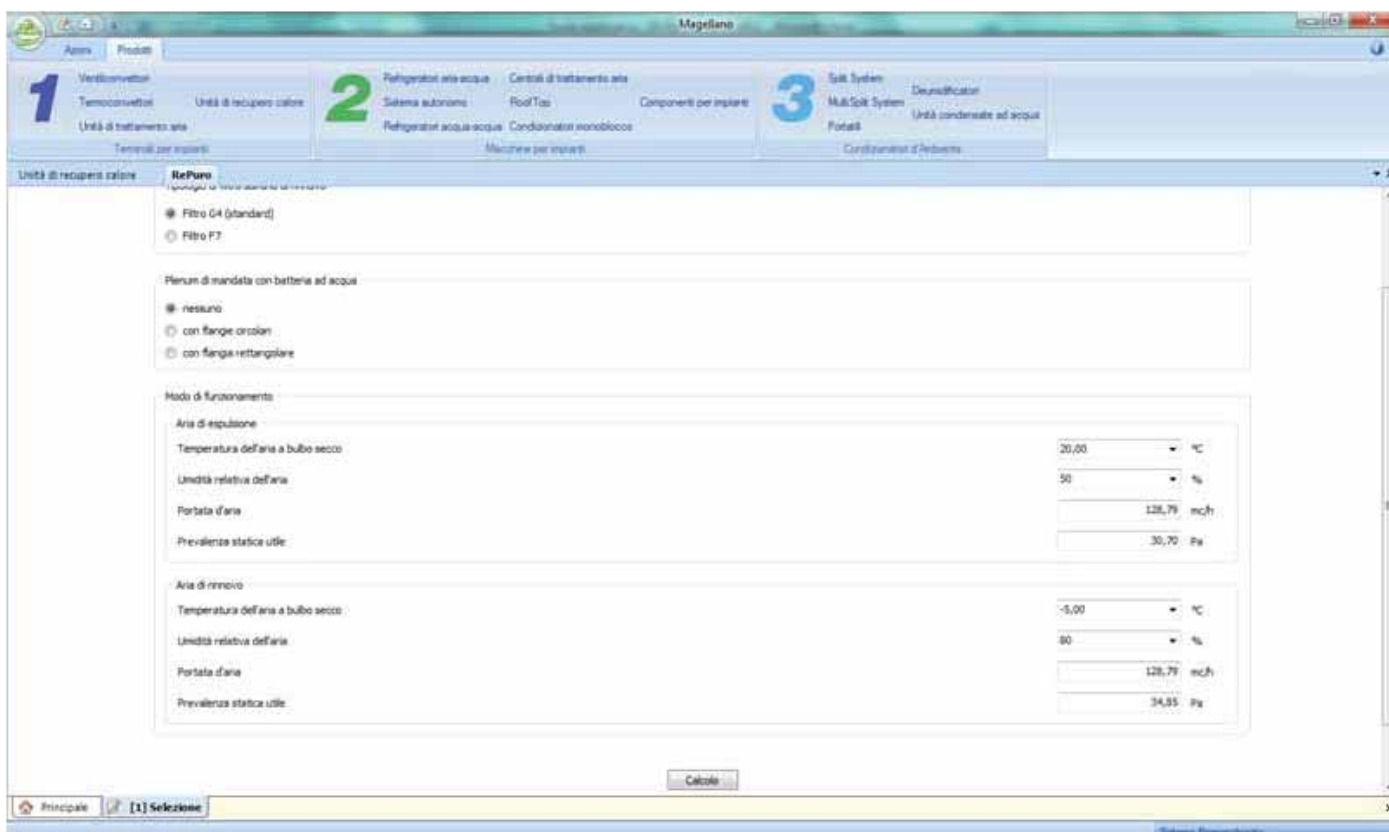 Magellano
Azioni Prodotti
1
Ventilconvettori
Termoconvettori Unità di recupero calore
Unità di trattamento aria
Terminali per impianti
2
Refrigeratori aria acqua Centrali di trattamento aria
Sistema autonomo RoofTop Componenti per impianti
Refrigeratori acqua-acqua Condizionatori monoblocco
Macchine per impianti
3
Split System
Deumidificatori
MultiSplit System
Unità condensate ad acqua
Portatili
Condizionatori d'Ambiente
Unità di recupero calore RePuro
Filtro G4 (standard)
Filtro F7
Plenum di mandata con batteria ad acqua
nessuno
con flange circolari
con flangia rettangolare
Modo di funzionamento
Aria di espulsione
Temperatura dell'aria a bulbo secco 20,00 °C
Umidità relativa dell'aria 50 %
Portata d'aria 128,79 mc/h
Prevalenza statica utile 30,70 Pa
Aria di rinnovo
Temperatura dell'aria a bulbo secco -5,00 °C
Umidità relativa dell'aria 80 %
Portata d'aria 128,79 mc/h
Prevalenza statica utile 34,85 Pa
Calcola
Principale [1] Selezione